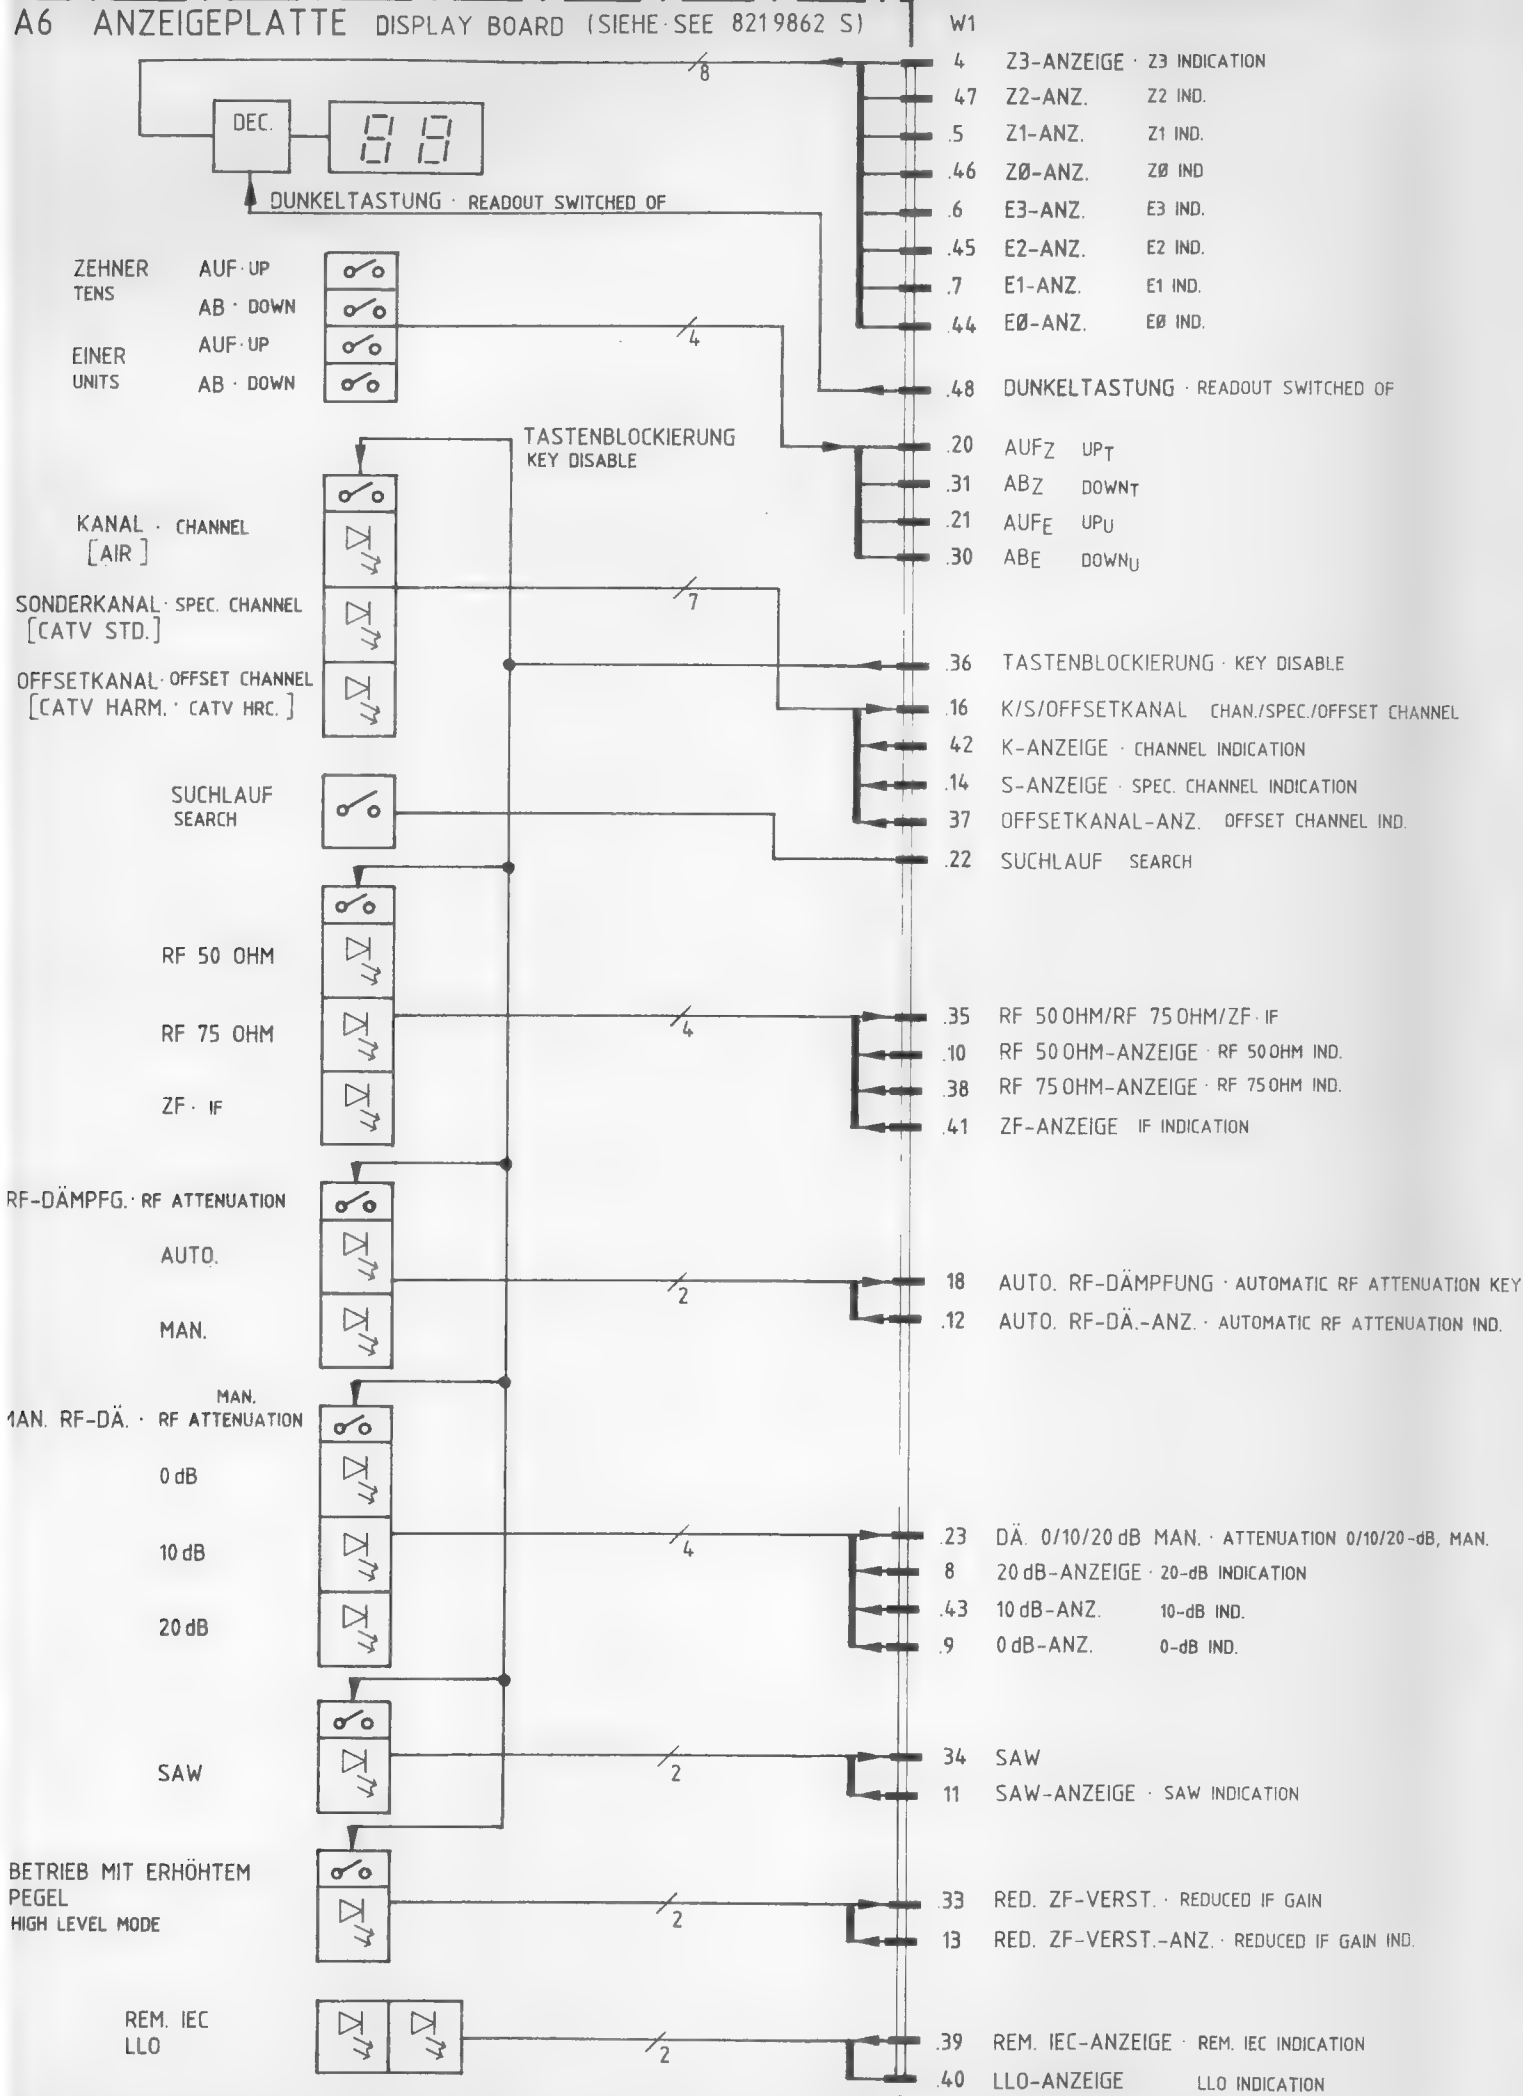 A6 ANZEIGEPLATTE DISPLAY BOARD (SIEHE·SEE 8219862 S)
W1
8
4 Z3-ANZEIGE · Z3 INDICATION
.47 Z2-ANZ. Z2 IND.
DEC.
.5 Z1-ANZ. Z1 IND.
.46 ZØ-ANZ. ZØ IND
DUNKELTASTUNG · READOUT SWITCHED OF
.6 E3-ANZ. E3 IND.
.45 E2-ANZ. E2 IND.
.7 E1-ANZ. E1 IND.
.44 EØ-ANZ. EØ IND.
ZEHNER AUF·UP
TENS
AB · DOWN
EINER AUF·UP
UNITS AB · DOWN
4
.48 DUNKELTASTUNG · READOUT SWITCHED OF
TASTENBLOCKIERUNG
KEY DISABLE
.20 AUFZ UPT
.31 ABZ DOWNT
.21 AUFE UPU
.30 ABE DOWNU
KANAL · CHANNEL
[AIR]
SONDERKANAL· SPEC. CHANNEL
[CATV STD.]
7
OFFSETKANAL· OFFSET CHANNEL
[CATV HARM. · CATV HRC.]
.36 TASTENBLOCKIERUNG · KEY DISABLE
.16 K/S/OFFSETKANAL CHAN./SPEC./OFFSET CHANNEL
42 K-ANZEIGE · CHANNEL INDICATION
.14 S-ANZEIGE · SPEC. CHANNEL INDICATION
37 OFFSETKANAL-ANZ. OFFSET CHANNEL IND.
SUCHLAUF
SEARCH
.22 SUCHLAUF SEARCH
RF 50 OHM
RF 75 OHM
ZF · IF
4
.35 RF 50 OHM/RF 75 OHM/ZF · IF
.10 RF 50 OHM-ANZEIGE · RF 50 OHM IND.
.38 RF 75 OHM-ANZEIGE · RF 75 OHM IND.
.41 ZF-ANZEIGE IF INDICATION
RF-DÄMPFG. · RF ATTENUATION
AUTO.
MAN.
2
18 AUTO. RF-DÄMPFUNG · AUTOMATIC RF ATTENUATION KEY
.12 AUTO. RF-DÄ.-ANZ. · AUTOMATIC RF ATTENUATION IND.
MAN.
MAN. RF-DÄ. · RF ATTENUATION
0 dB
10 dB
20 dB
4
.23 DÄ. 0/10/20 dB MAN. · ATTENUATION 0/10/20-dB, MAN.
8 20 dB-ANZEIGE · 20-dB INDICATION
.43 10 dB-ANZ. 10-dB IND.
.9 0 dB-ANZ. 0-dB IND.
SAW
2
34 SAW
11 SAW-ANZEIGE · SAW INDICATION
BETRIEB MIT ERHÖHTEM
PEGEL
HIGH LEVEL MODE
2
.33 RED. ZF-VERST. · REDUCED IF GAIN
13 RED. ZF-VERST.-ANZ. · REDUCED IF GAIN IND.
REM. IEC
LLO
2
.39 REM. IEC-ANZEIGE · REM. IEC INDICATION
.40 LLO-ANZEIGE LLO INDICATION